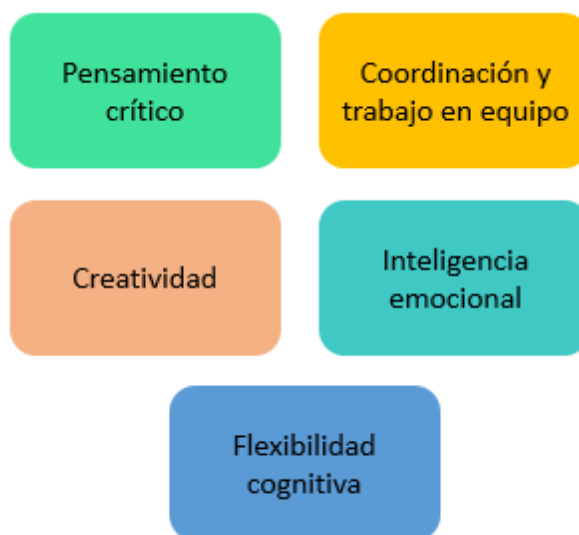 Pensamiento
crítico
Coordinación y
trabajo en equipo
Creatividad
Inteligencia
emocional
Flexibilidad
cognitiva